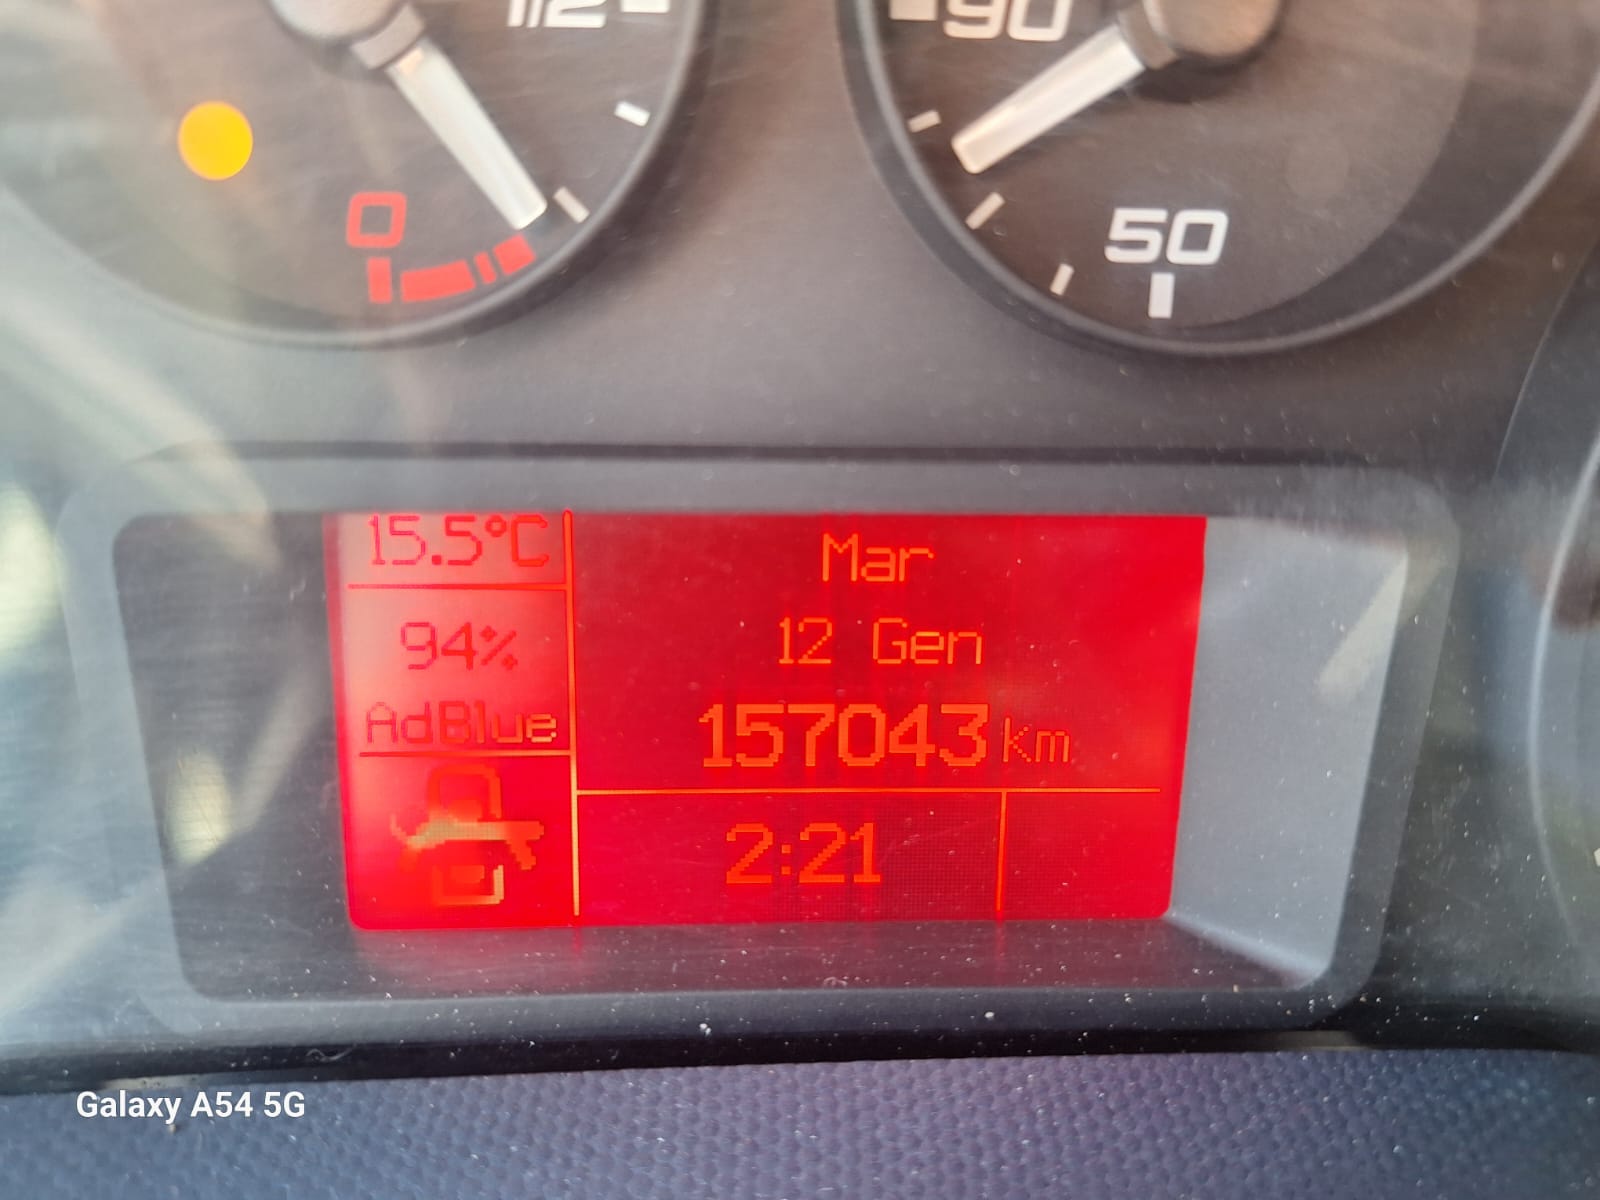 1/2
90
0
50
15.5°C
94%
AdBlue
Mar
12 Gen
157043 km
2:21
Galaxy A54 5G